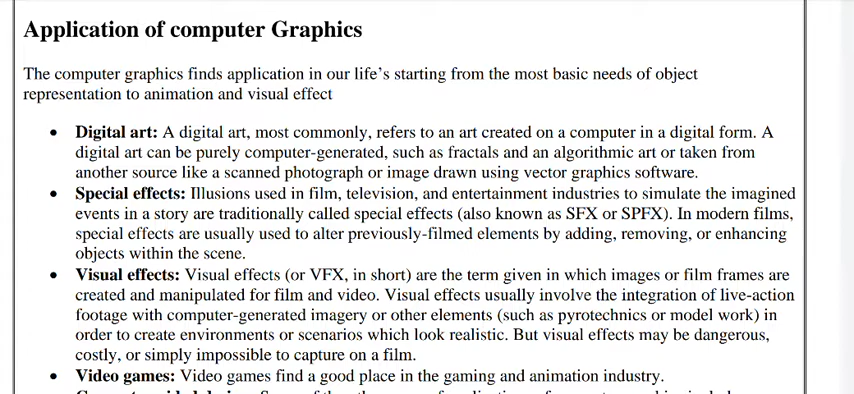 Application of computer Graphics
The computer graphics finds application in our life’s starting from the most basic needs of object
representation to animation and visual effect
• Digital art: A digital art, most commonly, refers to an art created on a computer in a digital form. A
digital art can be purely computer-generated, such as fractals and an algorithmic art or taken from
another source like a scanned photograph or image drawn using vector graphics software.
• Special effects: Illusions used in film, television, and entertainment industries to simulate the imagined
events in a story are traditionally called special effects (also known as SFX or SPFX). In modern films,
special effects are usually used to alter previously-filmed elements by adding, removing, or enhancing
objects within the scene.
• Visual effects: Visual effects (or VFX, in short) are the term given in which images or film frames are
created and manipulated for film and video. Visual effects usually involve the integration of live-action
footage with computer-generated imagery or other elements (such as pyrotechnics or model work) in
order to create environments or scenarios which look realistic. But visual effects may be dangerous,
costly, or simply impossible to capture on a film.
• Video games: Video games find a good place in the gaming and animation industry.